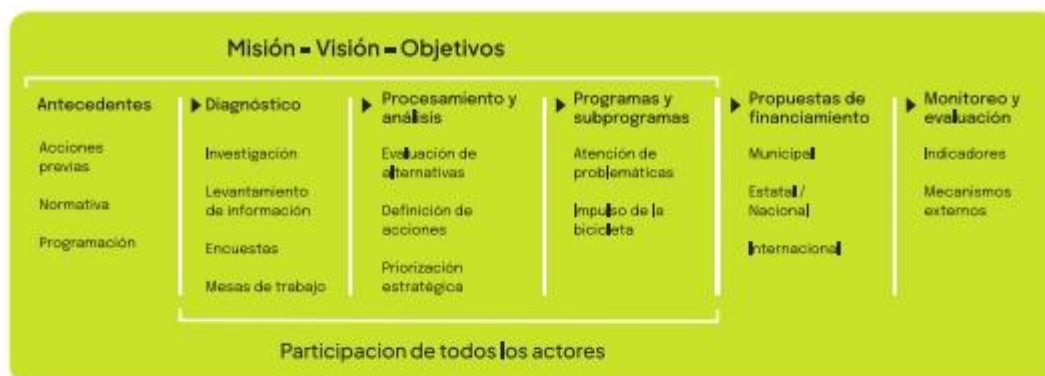 Misión - Visión - Objetivos
Antecedentes
Acciones
previas
Normativa
Programación
Diagnóstico
Investigación
Levantamiento
de información
Encuestas
Mesas de trabajo
Procesamiento y
análisis
Evaluación de
alternativas
Definición de
acciones
Priorización
estratégica
Programas y
subprogramas
Atención de
problemáticas
Impulso de la
bicicleta
Propuestas de
financiamiento
Municipal
Estatal /
Nacional
Internacional
Monitoreo y
evaluación
Indicadores
Mecanismos
externos
Participacion de todos los actores